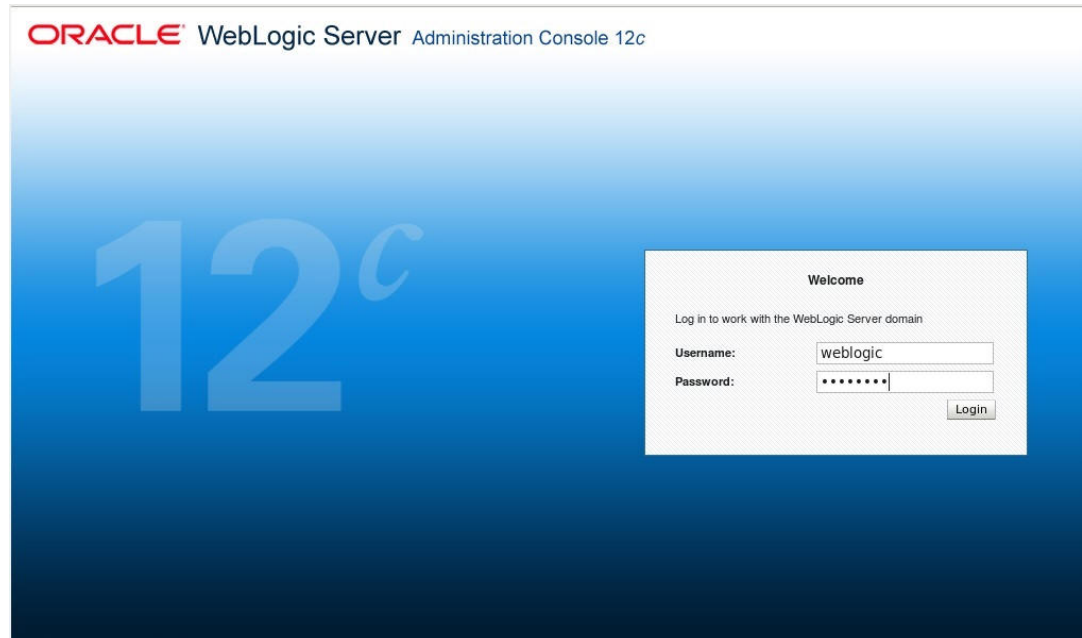 ORACLE WebLogic Server Administration Console 12c
12c
Welcome
Log in to work with the WebLogic Server domain
Username: weblogic
Password: ••••••••
Login